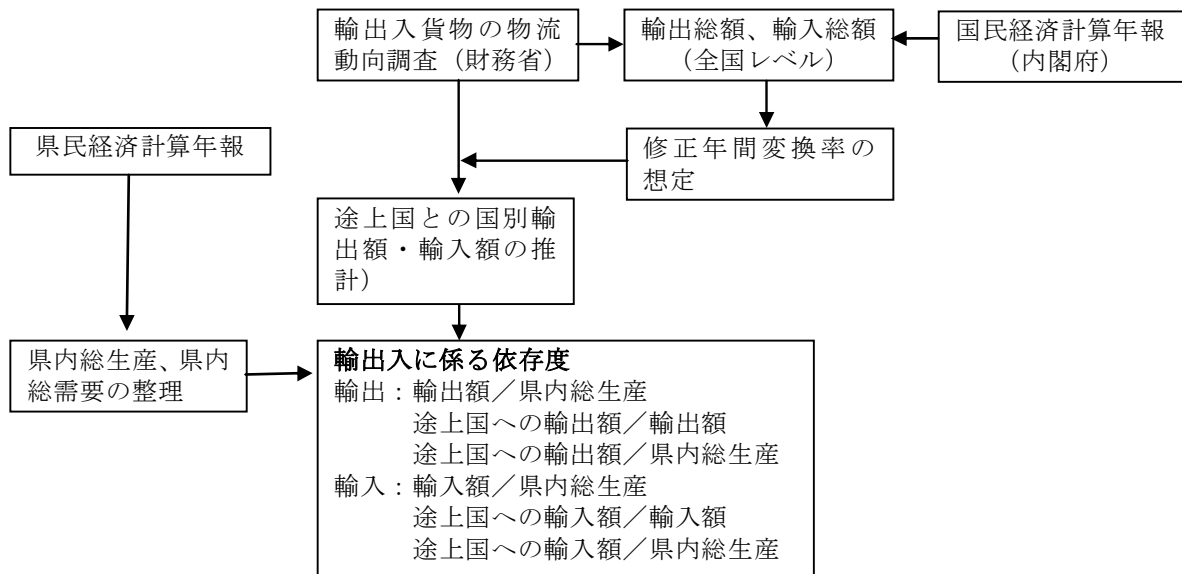 輸出入貨物の物流
動向調査（財務省）
輸出総額、輸入総額
（全国レベル）
国民経済計算年報
（内閣府）
県民経済計算年報
修正年間変換率の
想定
途上国との国別輸
出額・輸入額の推
計）
県内総生産、県内
総需要の整理
輸出入に係る依存度
輸出：輸出額／県内総生産
途上国への輸出額／輸出額
途上国への輸出額／県内総生産
輸入：輸入額／県内総生産
途上国への輸入額／輸入額
途上国への輸入額／県内総生産